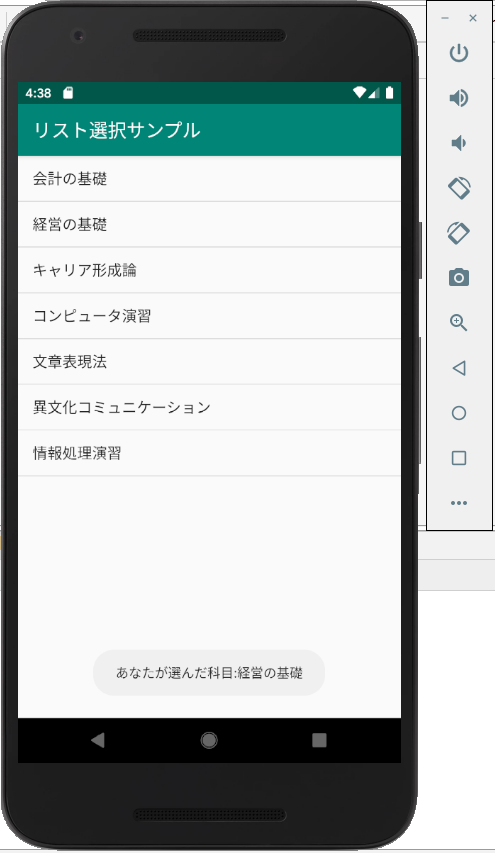 4:38
リスト選択サンプル
会計の基礎
経営の基礎
キャリア形成論
コンピュータ演習
文章表現法
異文化コミュニケーション
情報処理演習
あなたが選んだ科目:経営の基礎